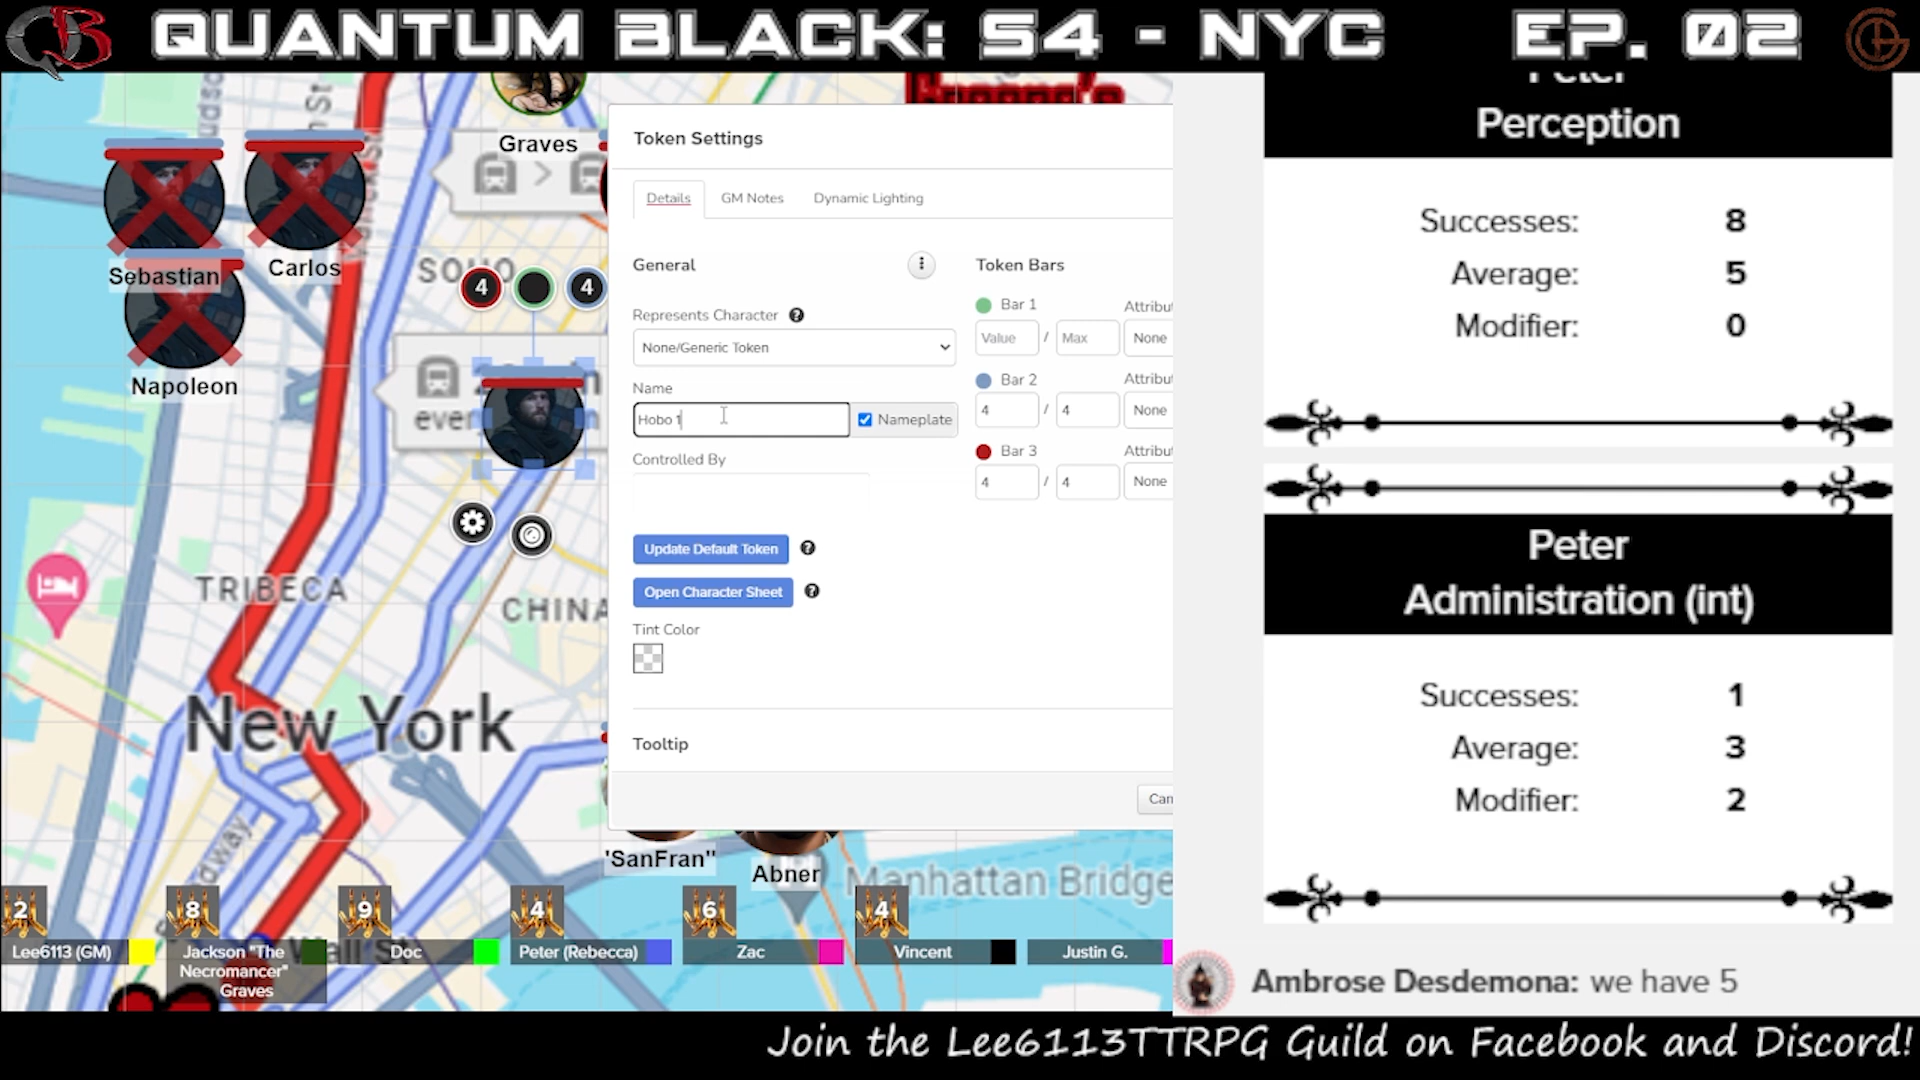 QB QUANTUM BLACK: S4 - NYC EP. 02
Graves
Sebastian
Carlos
Napoleon
SOHO
4
4
TRIBECA
CHINA
New York
Manhattan Bridge
'SanFran"
Abner
Token Settings
Details GM Notes Dynamic Lighting
General
Represents Character
None/Generic Token
Name
Hobo 1
Nameplate
Controlled By
Update Default Token
Open Character Sheet
Tint Color
Tooltip
Token Bars
Bar 1
Value / Max None
Bar 2
4 / 4 None
Bar 3
4 / 4 None
Peter
Perception
Successes: 8
Average: 5
Modifier: 0
Peter
Administration (int)
Successes: 1
Average: 3
Modifier: 2
Ambrose Desdemona: we have 5
2 8 9 4 6 4
Lee6113 (GM)
Jackson "The
Necromancer"
Graves
Doc
Peter (Rebecca)
Zac
Vincent
Justin G.
Join the Lee6113TTRPG Guild on Facebook and Discord!